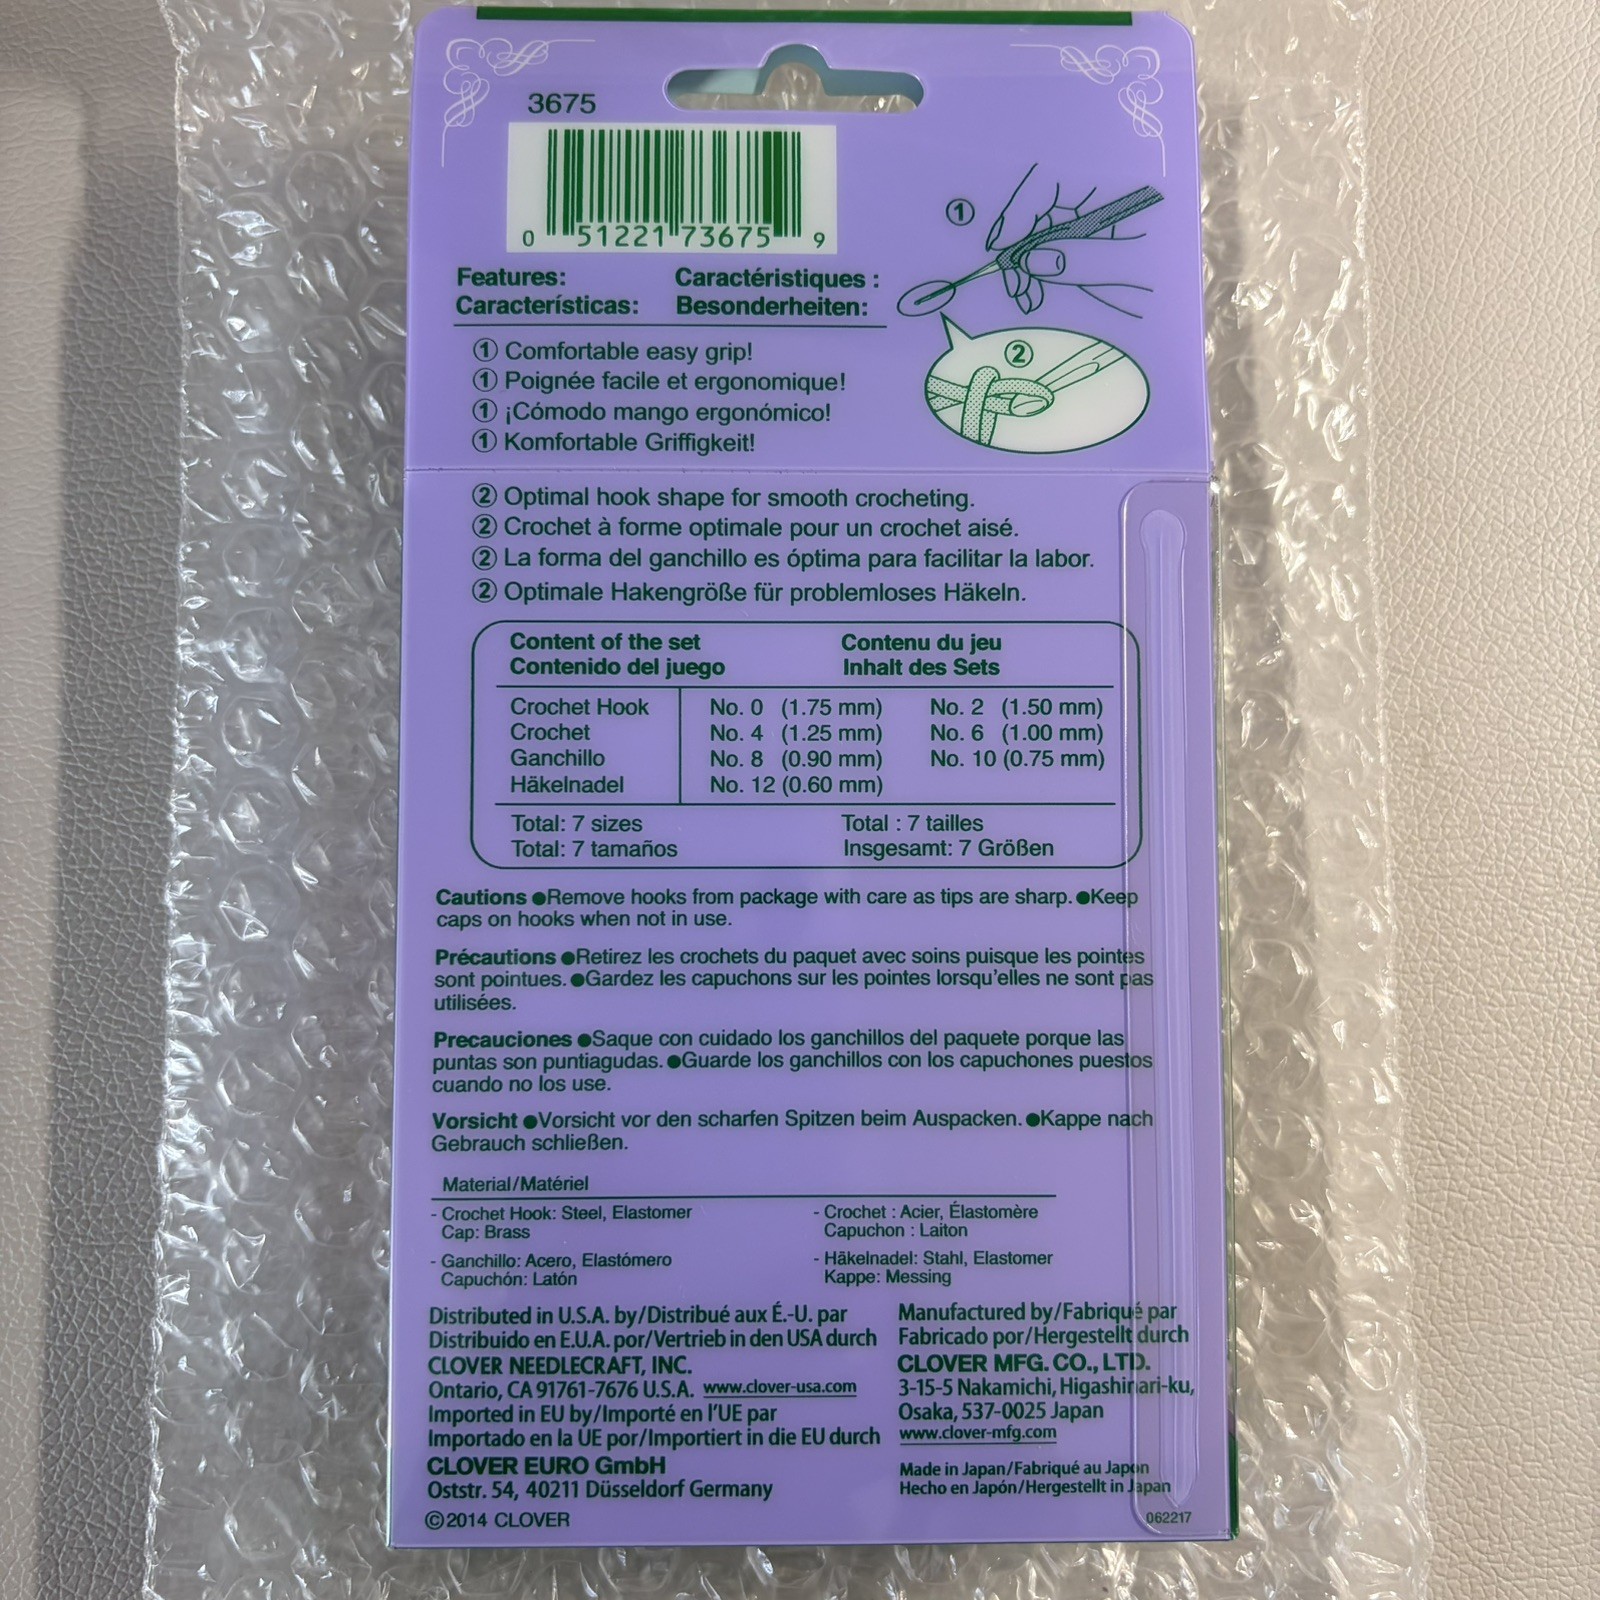 3675
0 51221 73675 9
Features: Caractéristiques :
Características: Besonderheiten:
① Comfortable easy grip!
① Poignée facile et ergonomique!
① ¡Cómodo mango ergonómico!
① Komfortable Griffigkeit!
①
②
② Optimal hook shape for smooth crocheting.
② Crochet à forme optimale pour un crochet aisé.
② La forma del ganchillo es óptima para facilitar la labor.
② Optimale Hakengröße für problemloses Häkeln.
Content of the set Contenu du jeu
Contenido del juego Inhalt des Sets
Crochet Hook No. 0 (1.75 mm) No. 2 (1.50 mm)
Crochet No. 4 (1.25 mm) No. 6 (1.00 mm)
Ganchillo No. 8 (0.90 mm) No. 10 (0.75 mm)
Häkelnadel No. 12 (0.60 mm)
Total: 7 sizes Total : 7 tailles
Total: 7 tamaños Insgesamt: 7 Größen
Cautions ●Remove hooks from package with care as tips are sharp. ●Keep
caps on hooks when not in use.
Précautions ●Retirez les crochets du paquet avec soins puisque les pointes
sont pointues. ●Gardez les capuchons sur les pointes lorsqu'elles ne sont pas
utilisées.
Precauciones ●Saque con cuidado los ganchillos del paquete porque las
puntas son puntiagudas. ●Guarde los ganchillos con los capuchones puestos
cuando no los use.
Vorsicht ●Vorsicht vor den scharfen Spitzen beim Auspacken. ●Kappe nach
Gebrauch schließen.
Material/Matériel
- Crochet Hook: Steel, Elastomer - Crochet : Acier, Élastomère
Cap: Brass Capuchon : Laiton
- Ganchillo: Acero, Elastómero - Häkelnadel: Stahl, Elastomer
Capuchón: Latón Kappe: Messing
Distributed in U.S.A. by/Distribué aux É.-U. par
Distribuido en E.U.A. por/Vertrieb in den USA durch
CLOVER NEEDLECRAFT, INC.
Ontario, CA 91761-7676 U.S.A. www.clover-usa.com
Imported in EU by/Importé en l'UE par
Importado en la UE por/Importiert in die EU durch
CLOVER EURO GmbH
Oststr. 54, 40211 Düsseldorf Germany
©2014 CLOVER
Manufactured by/Fabriqué par
Fabricado por/Hergestellt durch
CLOVER MFG. CO., LTD.
3-15-5 Nakamichi, Higashinari-ku,
Osaka, 537-0025 Japan
www.clover-mfg.com
Made in Japan/Fabriqué au Japon
Hecho en Japón/Hergestellt in Japan
062217